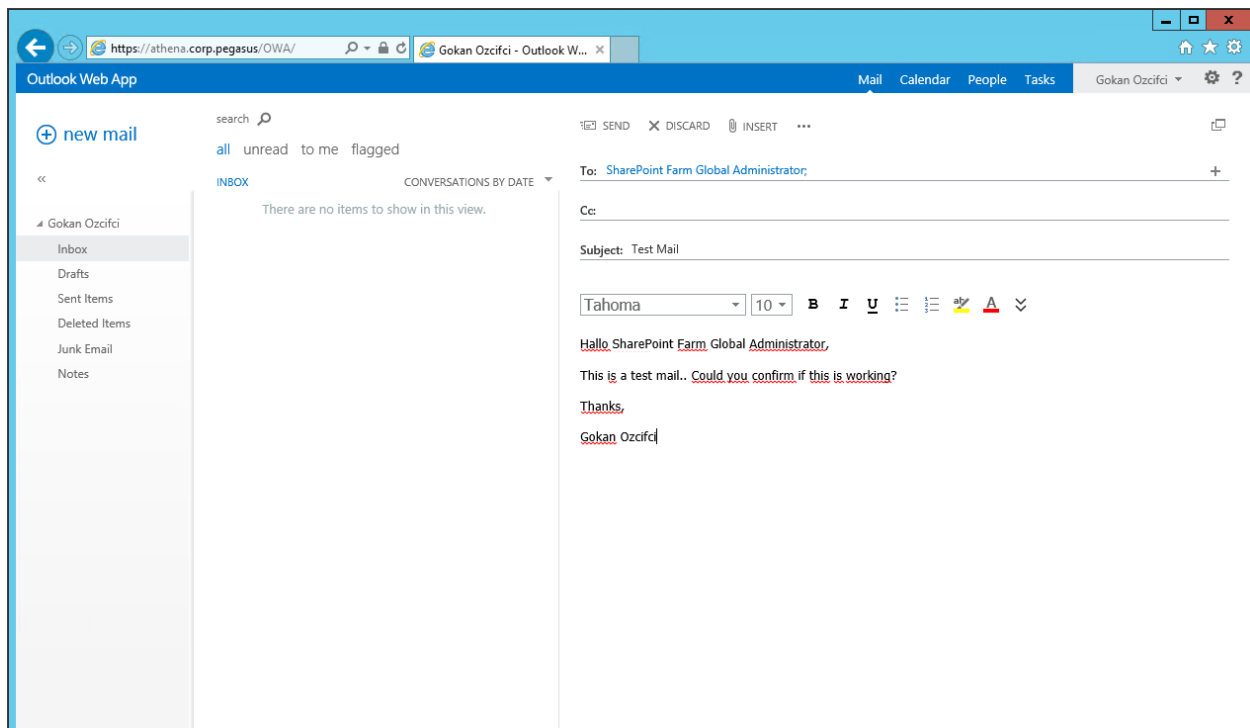 https://athena.corp.pegasus/OWA/
Gokan Ozcifci - Outlook W...
Outlook Web App
Mail Calendar People Tasks Gokan Ozcifci ?
new mail
search
all unread to me flagged
INBOX CONVERSATIONS BY DATE
There are no items to show in this view.
Gokan Ozcifci
Inbox
Drafts
Sent Items
Deleted Items
Junk Email
Notes
SEND DISCARD INSERT •••
To: SharePoint Farm Global Administrator;
Cc:
Subject: Test Mail
Tahoma 10 B I U
Hallo SharePoint Farm Global Administrator,
This is a test mail.. Could you confirm if this is working?
Thanks,
Gokan Ozcifci